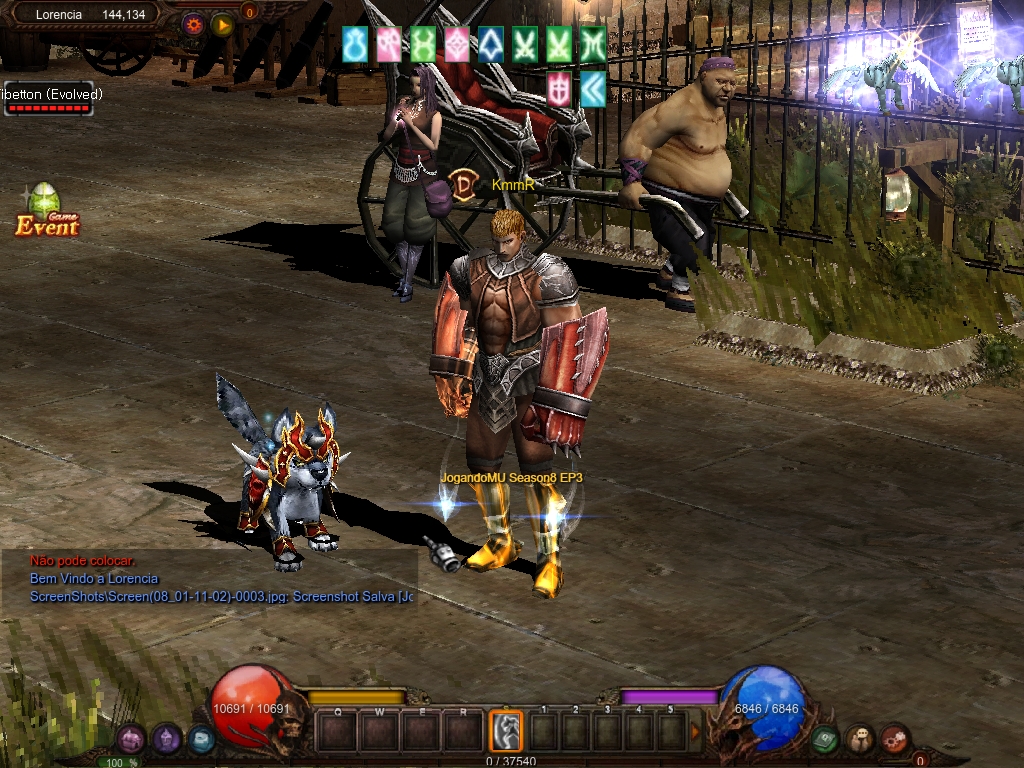 Lorencia 144,134
0
ibetton (Evolved)
Game
Event
D KmmR
JogandoMU Season8 EP3
Não pode colocar.
Bem Vindo a Lorencia
ScreenShots\Screen(08_01-11-02)-0003.jpg: Screenshot Salva [Jo
10691 / 10691
6846 / 6846
Q W E R 1 2 3 4 5
0 / 37540
100 %
0